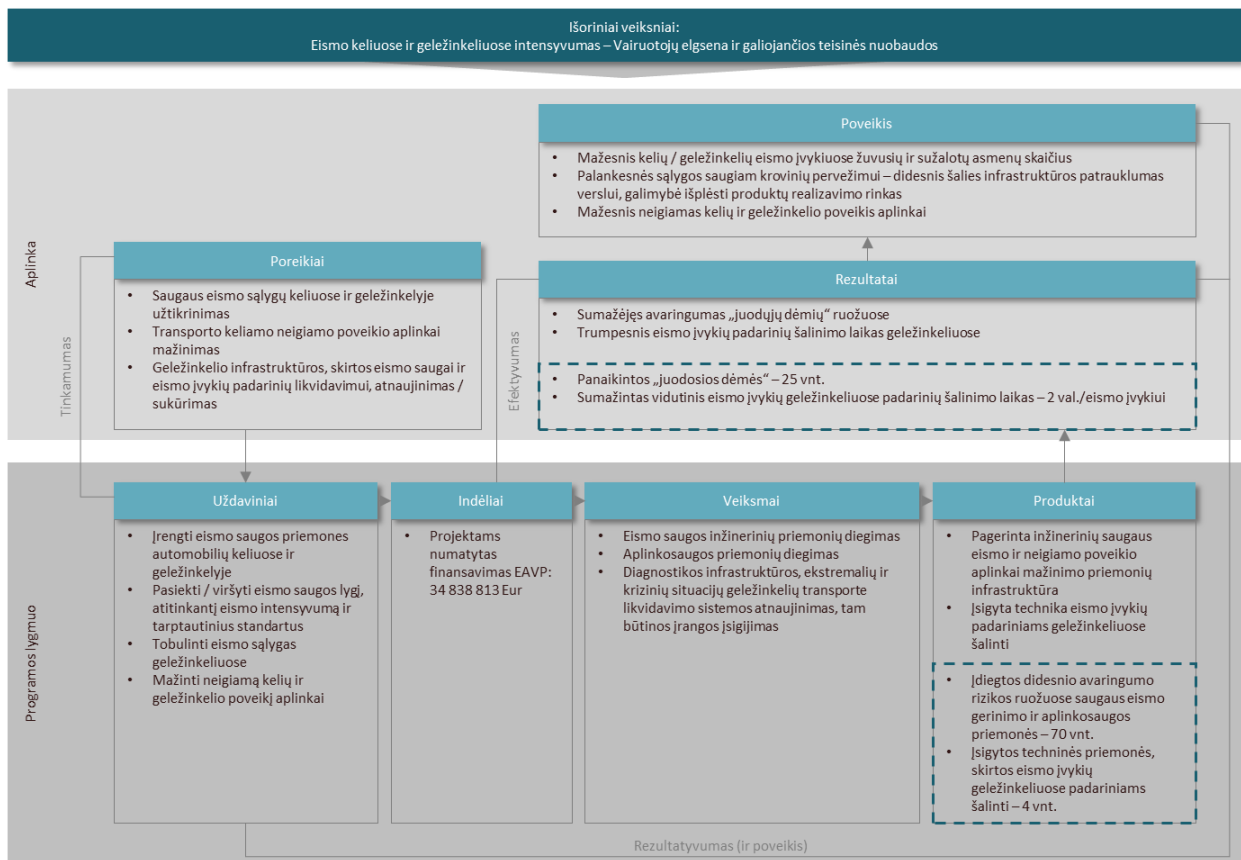 Išoriniai veiksniai:
Eismo keliuose ir geležinkeliuose intensyvumas – Vairuotojų elgsena ir galiojančios teisinės nuobaudos
Aplinka
Poveikis
• Mažesnis kelių / geležinkelių eismo įvykiuose žuvusių ir sužalotų asmenų skaičius
• Palankesnės sąlygos saugiam krovinių pervežimui – didesnis šalies infrastruktūros patrauklumas
verslui, galimybė išplėsti produktų realizavimo rinkas
• Mažesnis neigiamas kelių ir geležinkelio poveikis aplinkai
Tinkamumas
Poreikiai
• Saugaus eismo sąlygų keliuose ir geležinkelyje
užtikrinimas
• Transporto keliamo neigiamo poveikio aplinkai
mažinimas
• Geležinkelio infrastruktūros, skirtos eismo saugai ir
eismo įvykių padarinių likvidavimui, atnaujinimas /
sukūrimas
Efektyvumas
Rezultatai
• Sumažėjęs avaringumas „juodųjų dėmių“ ruožuose
• Trumpesnis eismo įvykių padarinių šalinimo laikas geležinkeliuose
• Panaikintos „juodosios dėmės“ – 25 vnt.
• Sumažintas vidutinis eismo įvykių geležinkeliuose padarinių šalinimo laikas – 2 val./eismo įvykiui
Programos lygmuo
Uždaviniai
• Įrengti eismo saugos priemones
automobilių keliuose ir
geležinkelyje
• Pasiekti / viršyti eismo saugos lygį,
atitinkantį eismo intensyvumą ir
tarptautinius standartus
• Tobulinti eismo sąlygas
geležinkeliuose
• Mažinti neigiamą kelių ir
geležinkelio poveikį aplinkai
Indėliai
• Projektams
numatytas
finansavimas EAVP:
34 838 813 Eur
Veiksmai
• Eismo saugos inžinerinių priemonių diegimas
• Aplinkosaugos priemonių diegimas
• Diagnostikos infrastruktūros, ekstremalių ir
krizinių situacijų geležinkelių transporte
likvidavimo sistemos atnaujinimas, tam
būtinos įrangos įsigijimas
Produktai
• Pagerinta inžinerinių saugaus
eismo ir neigiamo poveikio
aplinkai mažinimo priemonių
infrastruktūra
• Įsigyta technika eismo įvykių
padariniams geležinkeliuose
šalinti
• Įdiegtos didesnio avaringumo
rizikos ruožuose saugaus eismo
gerinimo ir aplinkosaugos
priemonės – 70 vnt.
• Įsigytos techninės priemonės,
skirtos eismo įvykių
geležinkeliuose padariniams
šalinti – 4 vnt.
Rezultatyvumas (ir poveikis)